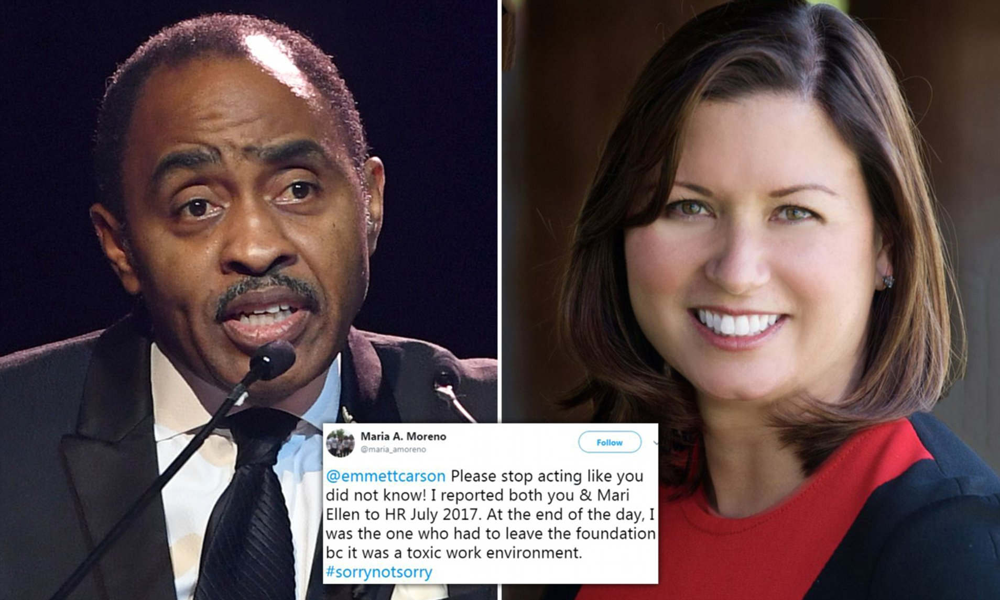 Maria A. Moreno
@maria_amoreno
Follow
@emmettcarson Please stop acting like you
did not know! I reported both you & Mari
Ellen to HR July 2017. At the end of the day, I
was the one who had to leave the foundation
bc it was a toxic work environment.
#sorrynotsorry